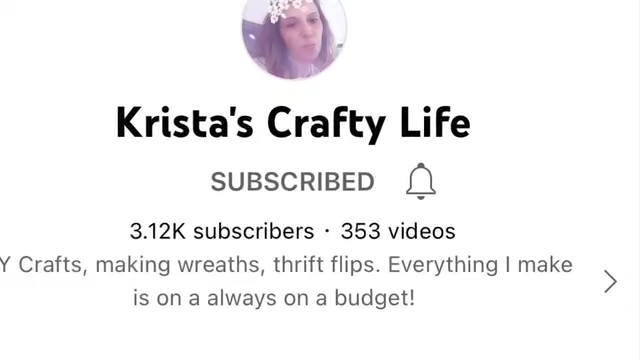 Krista's Crafty Life
SUBSCRIBED
3.12K subscribers · 353 videos
Y Crafts, making wreaths, thrift flips. Everything I make
is on a always on a budget!